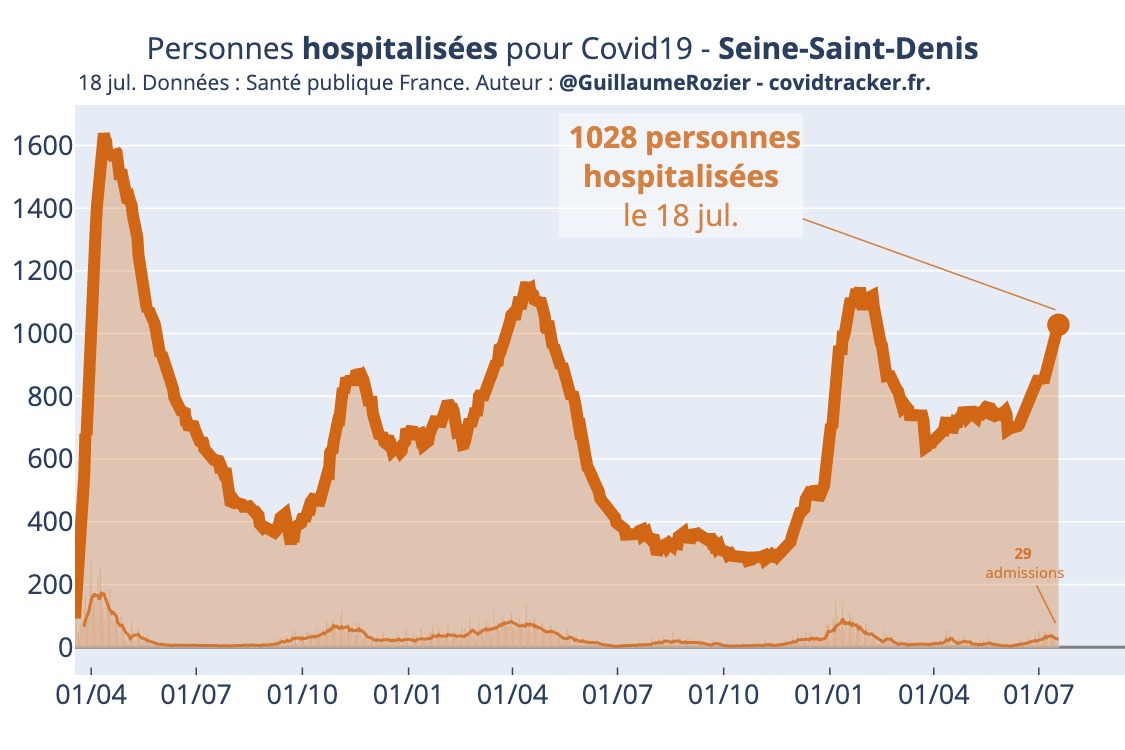 Personnes hospitalisées pour Covid19 - Seine-Saint-Denis
18 jul. Données : Santé publique France. Auteur : @GuillaumeRozier - covidtracker.fr.
1028 personnes
hospitalisées
le 18 jul.
1600
1400
1200
1000
800
600
400
200
0
29
admissions
01/04 01/07 01/10 01/01 01/04 01/07 01/10 01/01 01/04 01/07